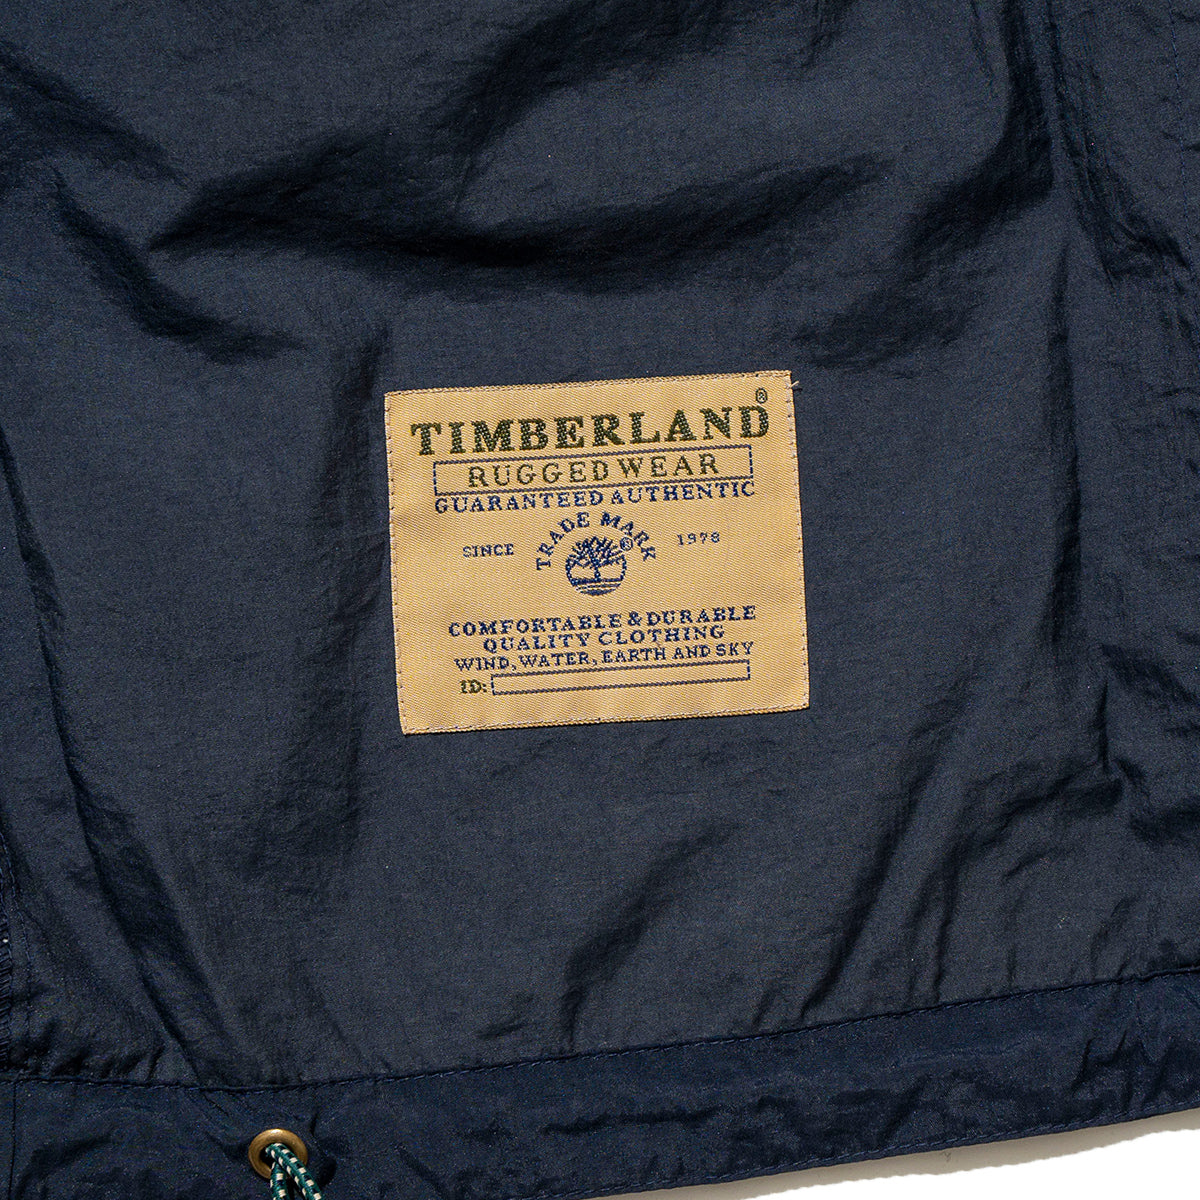 TIMBERLAND®
RUGGED WEAR
GUARANTEED AUTHENTIC
TRADE MARK
SINCE ® 1978
COMFORTABLE & DURABLE
QUALITY CLOTHING
WIND, WATER, EARTH AND SKY
ID: